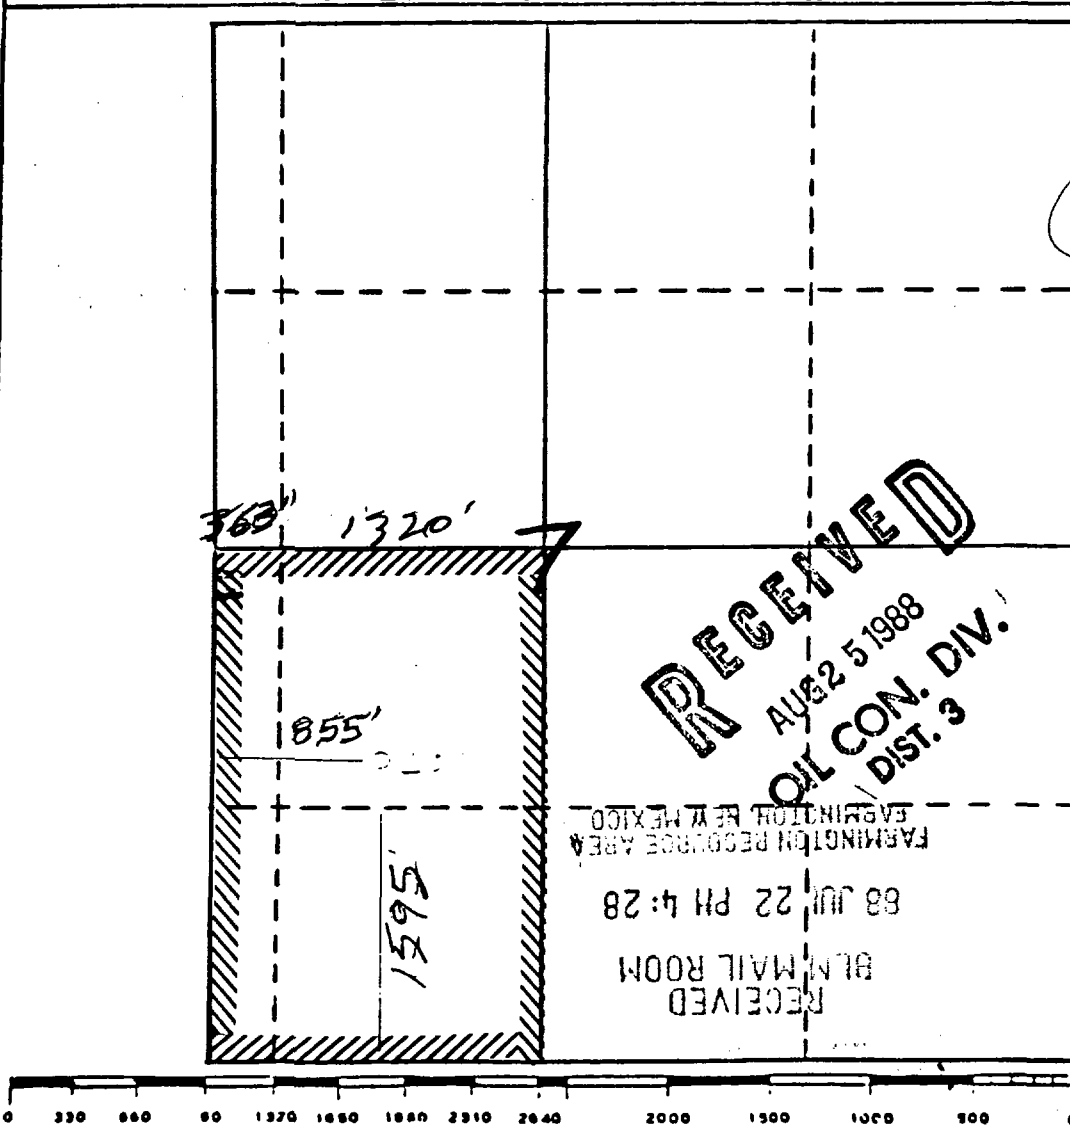 363' 1320'
7
RECEIVED
AUG 25 1988
OIL CON. DIV.
DIST. 3
855'
1595'
RECEIVED
BLM MAIL ROOM
88 JUL 22 PM 4:28
FARMINGTON RESOURCE AREA
FARMINGTON, NEW MEXICO
0 330 660 90 1320 1650 1980 2310 2640 2000 1500 1000 500